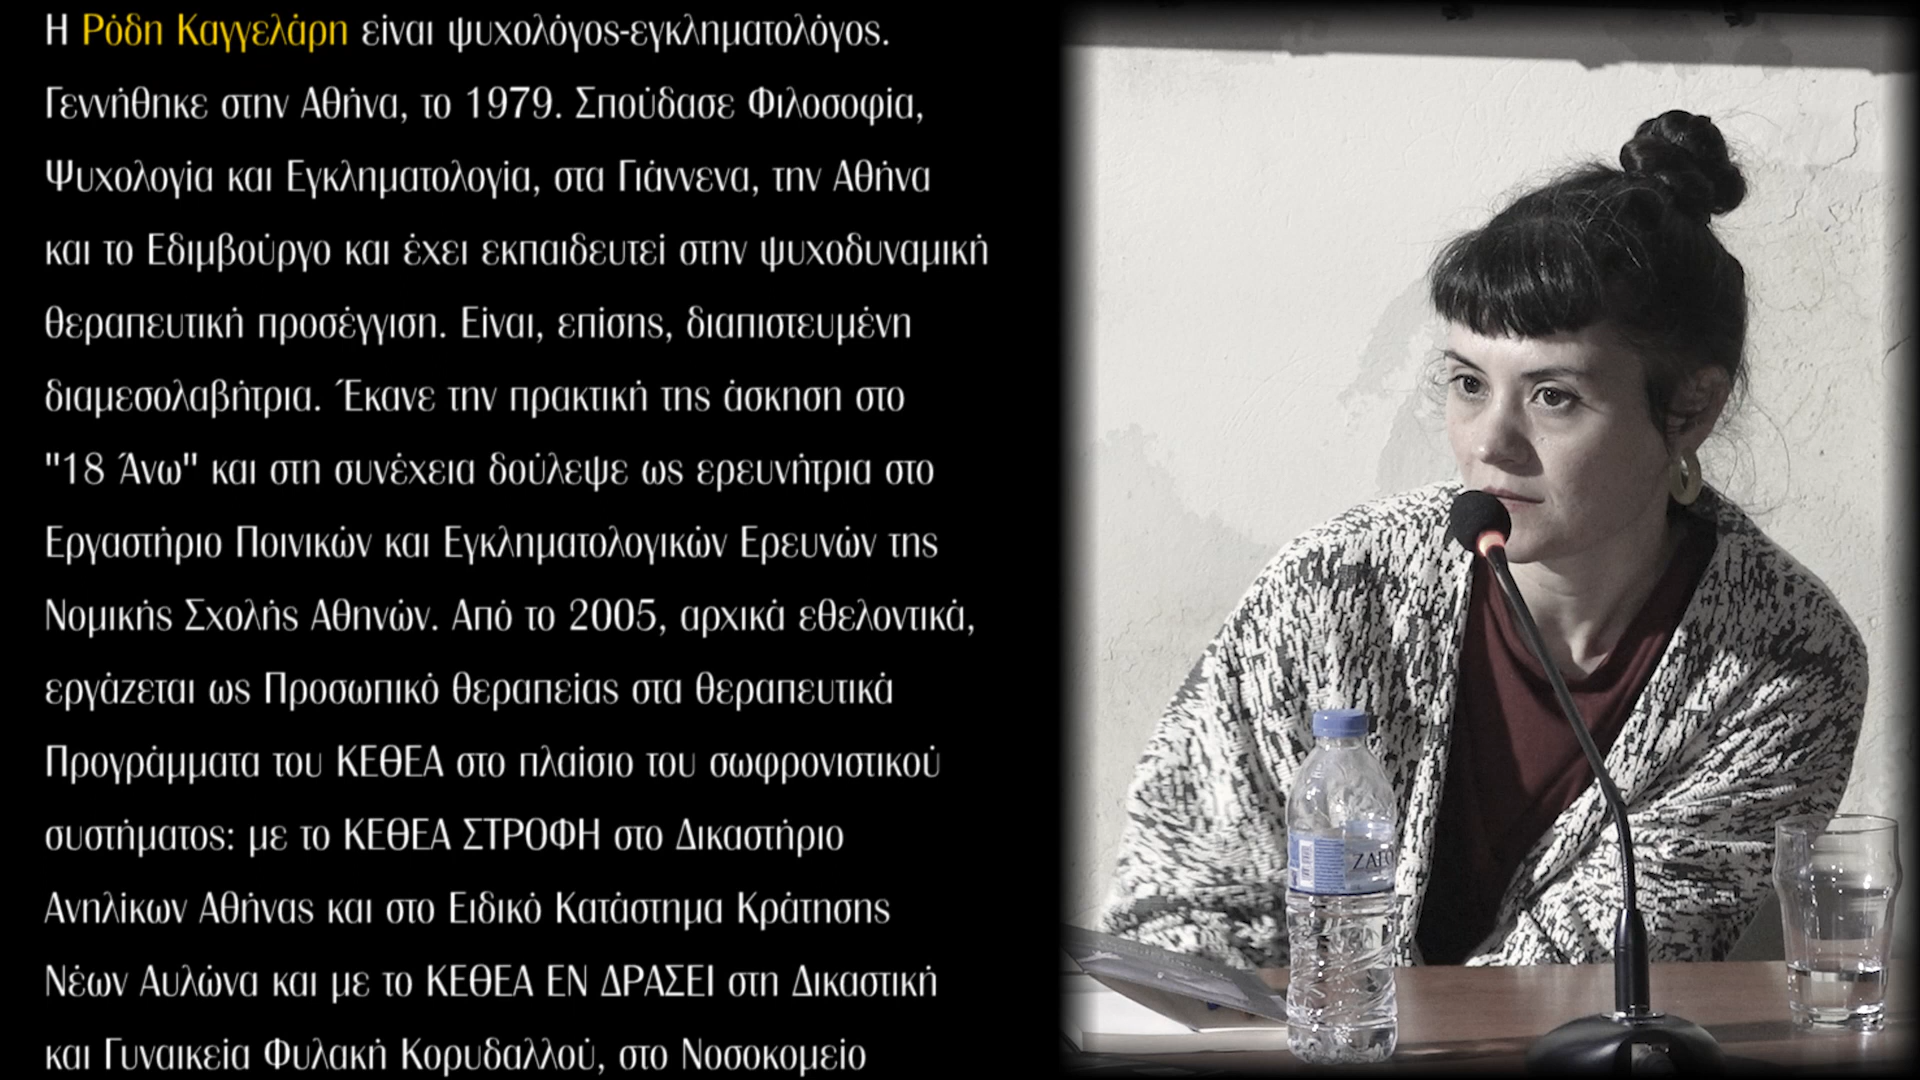 Η Ρόδη Καγγελάρη είναι ψυχολόγος-εγκληματολόγος.
Γεννήθηκε στην Αθήνα, το 1979. Σπούδασε Φιλοσοφία,
Ψυχολογία και Εγκληματολογία, στα Γιάννενα, την Αθήνα
και το Εδιμβούργο και έχει εκπαιδευτεί στην ψυχοδυναμική
θεραπευτική προσέγγιση. Είναι, επίσης, διαπιστευμένη
διαμεσολαβήτρια. Έκανε την πρακτική της άσκηση στο
"18 Άνω" και στη συνέχεια δούλεψε ως ερευνήτρια στο
Εργαστήριο Ποινικών και Εγκληματολογικών Ερευνών της
Νομικής Σχολής Αθηνών. Από το 2005, αρχικά εθελοντικά,
εργάζεται ως Προσωπικό θεραπείας στα θεραπευτικά
Προγράμματα του ΚΕΘΕΑ στο πλαίσιο του σωφρονιστικού
συστήματος: με το ΚΕΘΕΑ ΣΤΡΟΦΗ στο Δικαστήριο
Ανηλίκων Αθήνας και στο Ειδικό Κατάστημα Κράτησης
Νέων Αυλώνα και με το ΚΕΘΕΑ ΕΝ ΔΡΑΣΕΙ στη Δικαστική
και Γυναικεία Φυλακή Κορυδαλλού, στο Νοσοκομείο